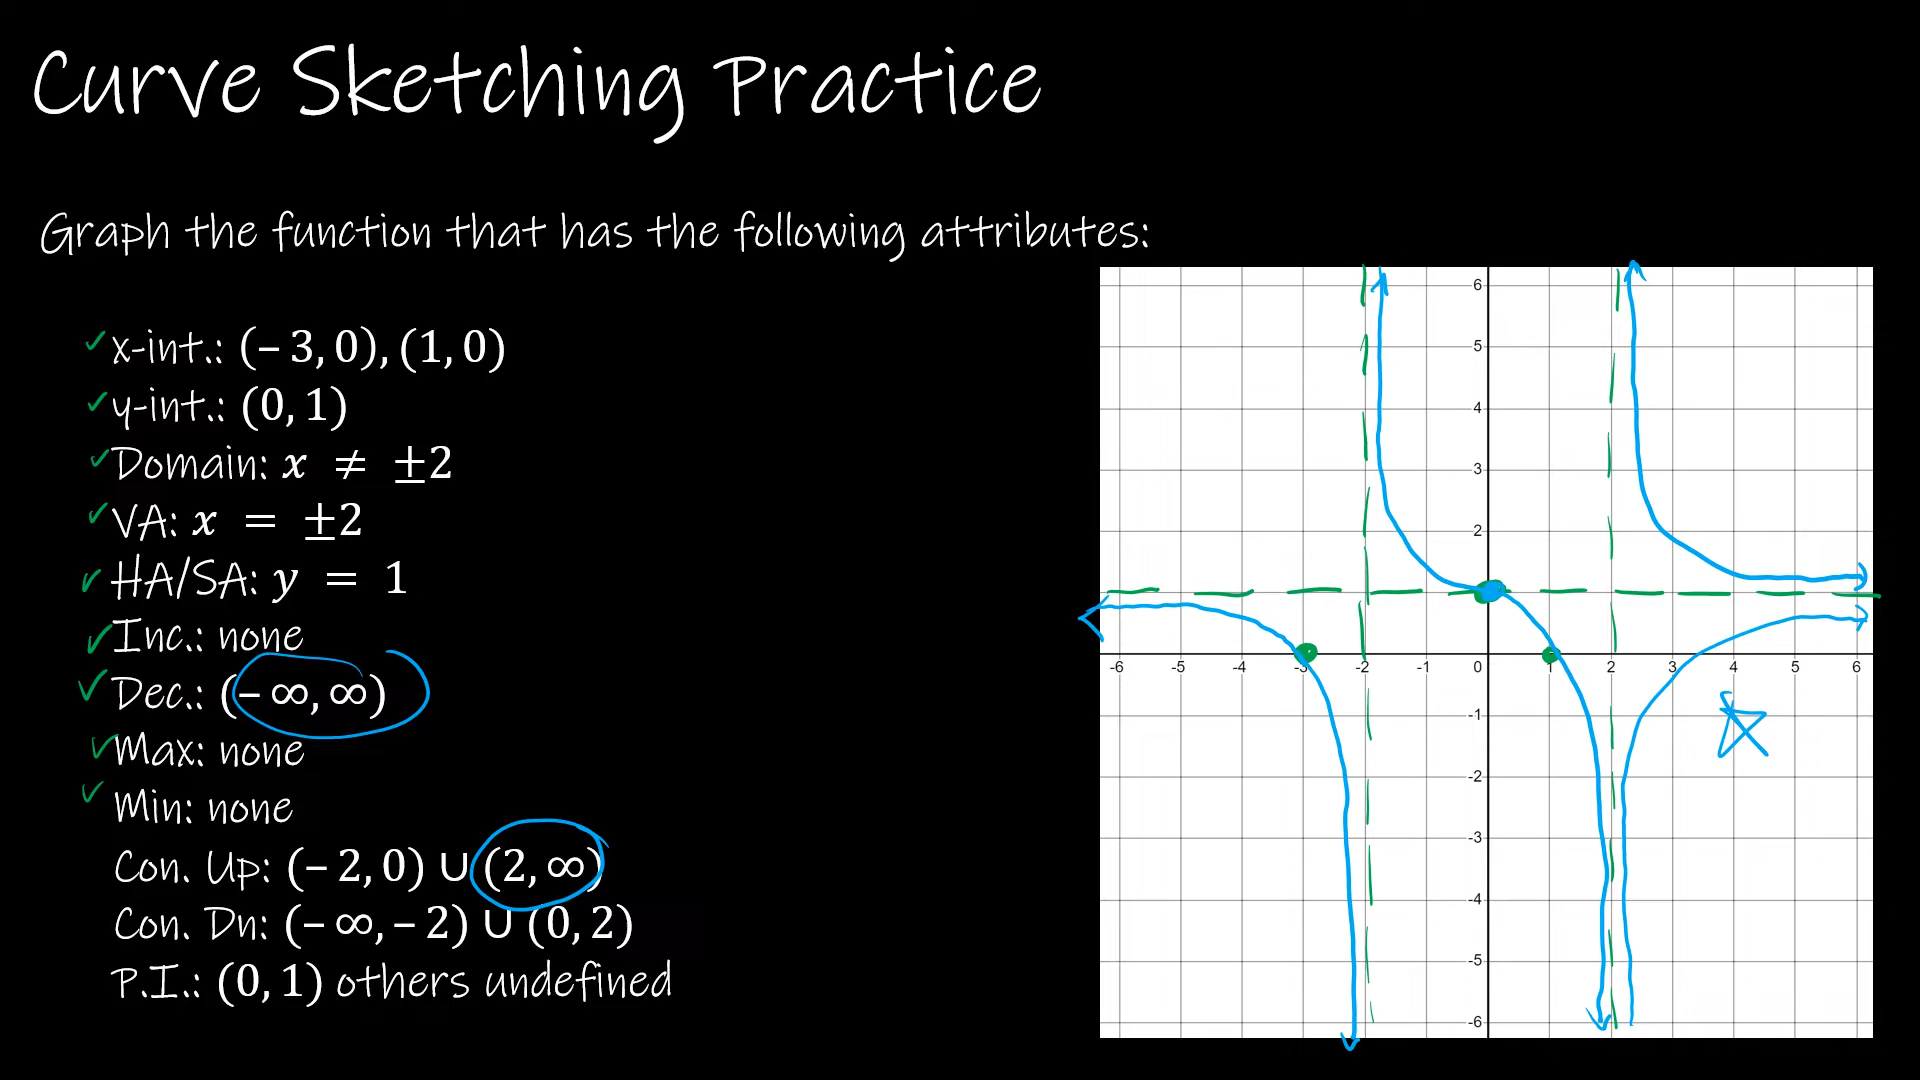 Curve Sketching Practice
Graph the function that has the following attributes:
✓x-int.: (−3, 0), (1, 0)
✓y-int.: (0, 1)
✓Domain: x ≠ ±2
✓VA: x = ±2
✓HA/SA: y = 1
✓Inc.: none
✓Dec.: (−∞, ∞)
✓Max: none
✓Min: none
Con. Up: (−2, 0) ∪ (2, ∞)
Con. Dn: (−∞, −2) ∪ (0, 2)
P.I.: (0, 1) others undefined
6
5
4
3
2
-6 -5 -4 -3 -2 -1 0 1 2 3 4 5 6
-1
-2
-3
-4
-5
-6